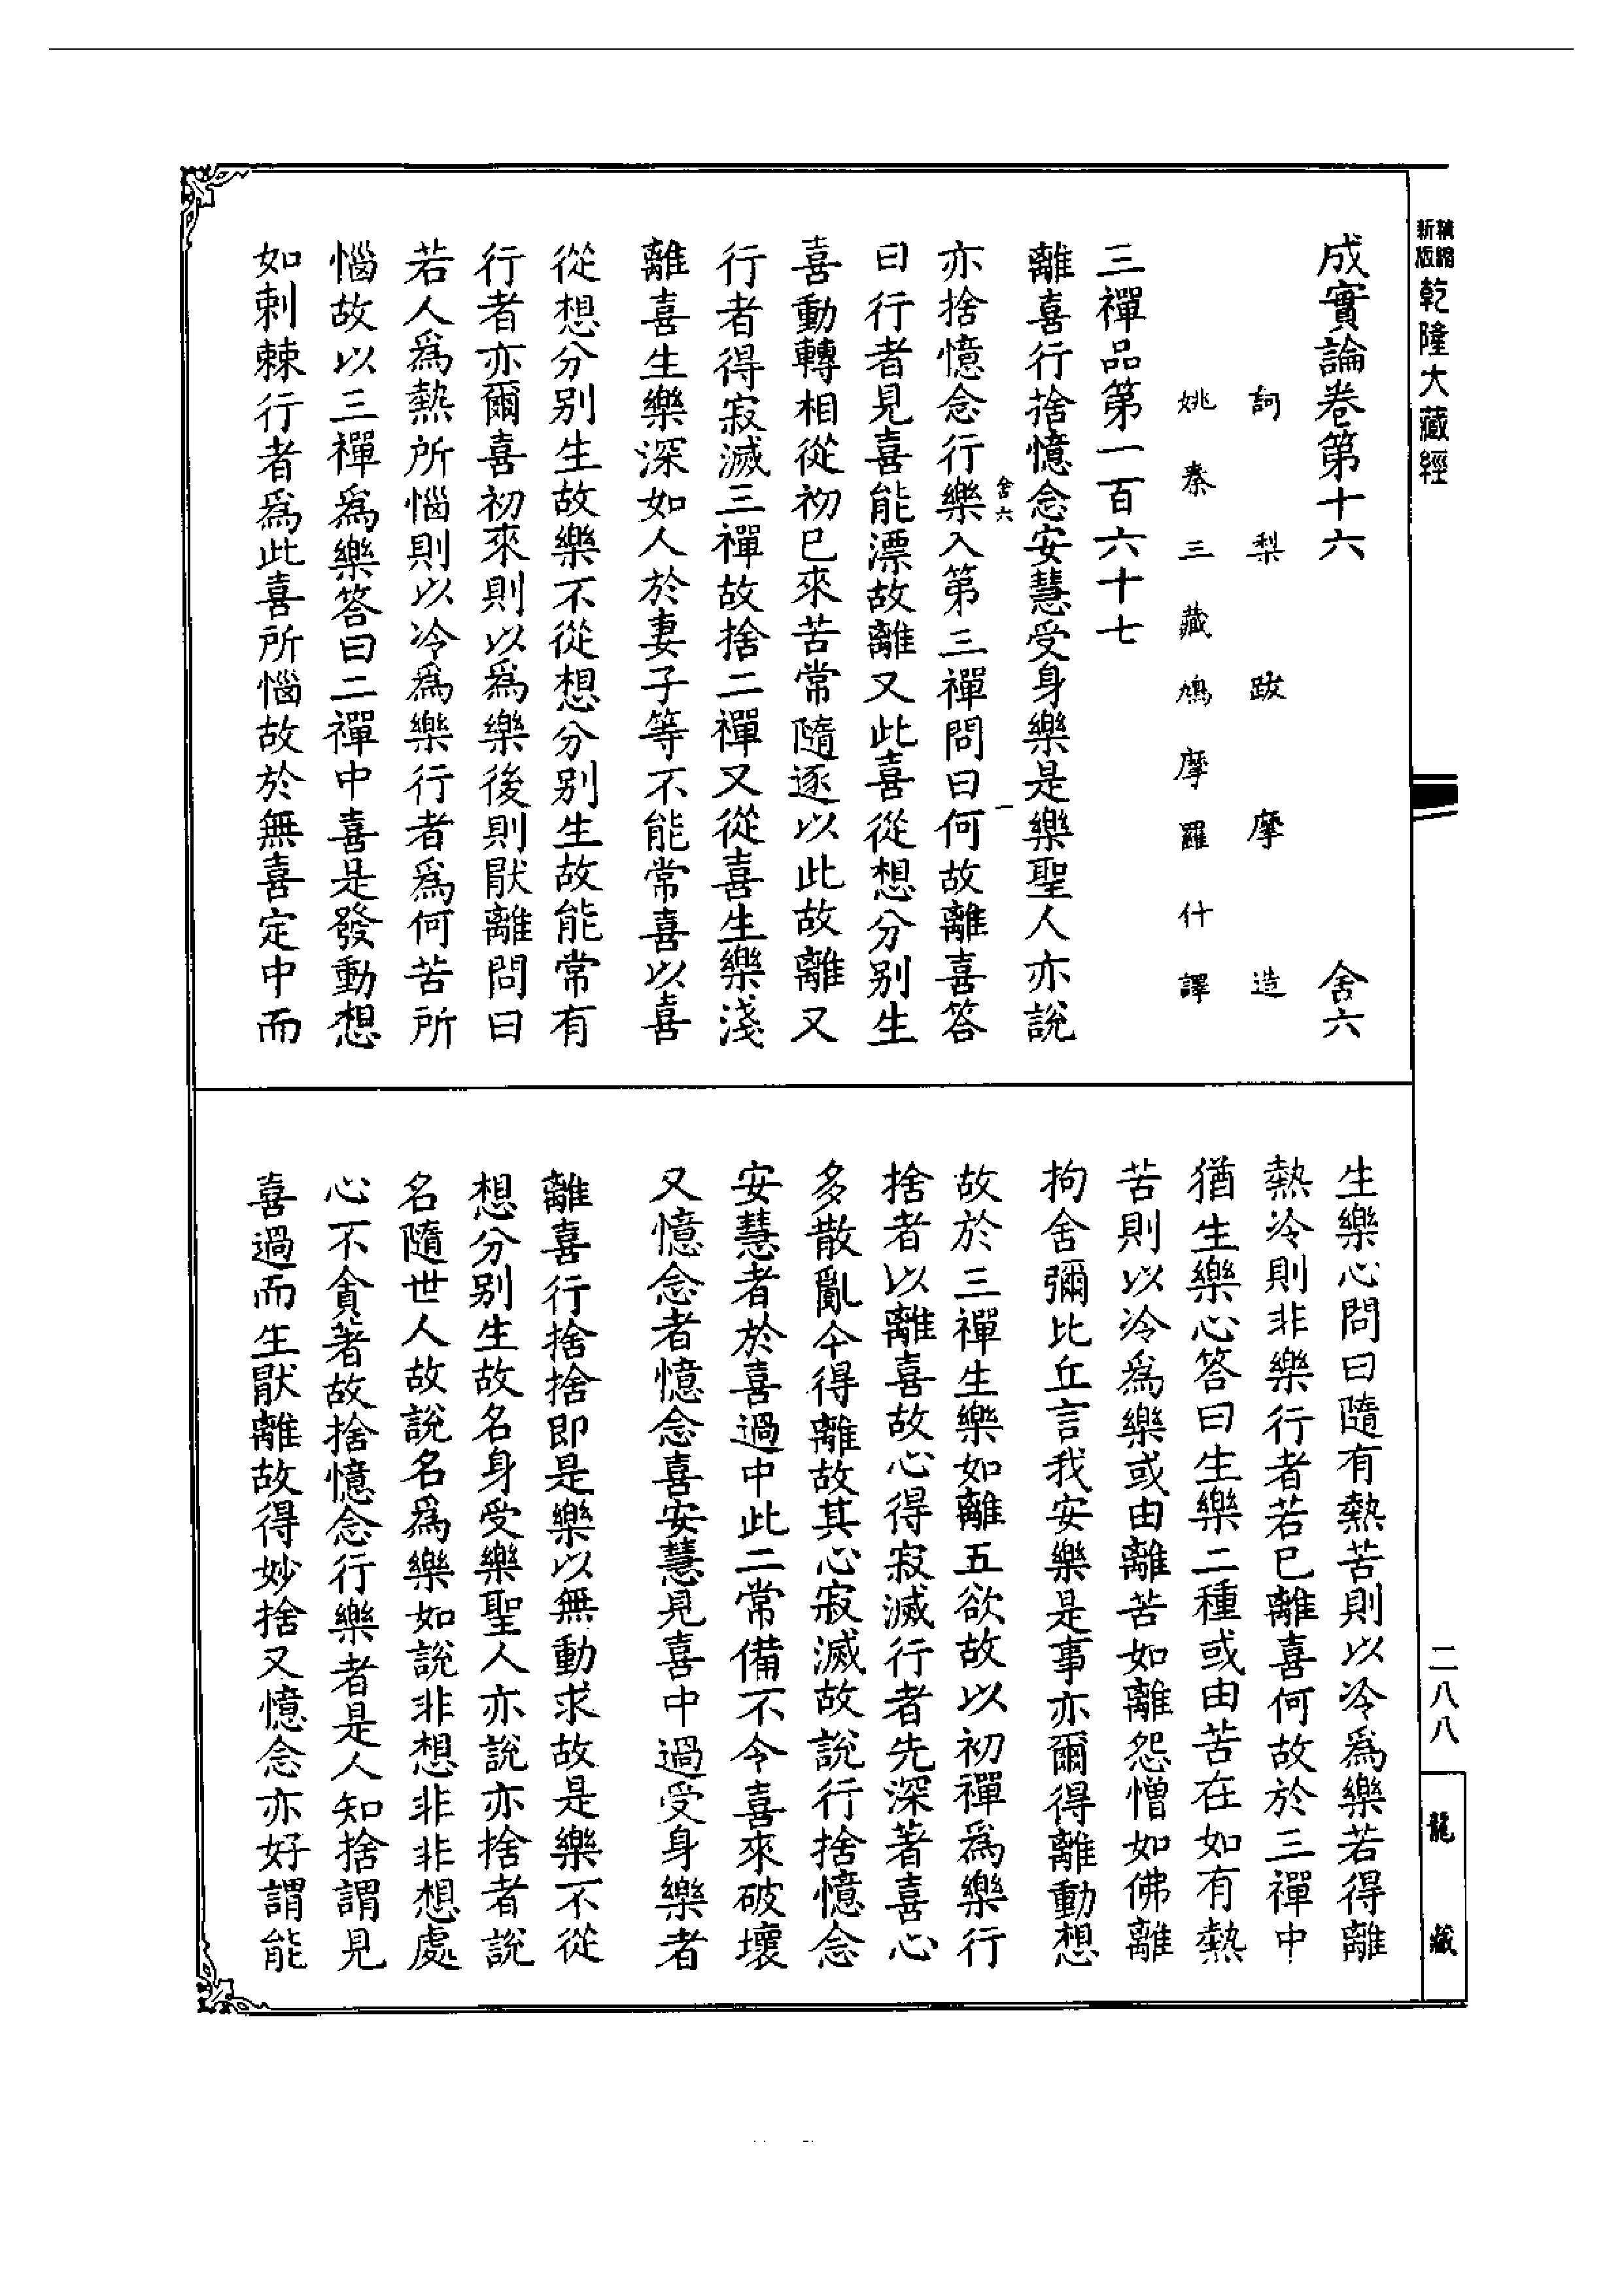 新版
精縮
乾隆大藏經
成實論卷第十六 舍六
訶梨跋摩造
姚秦三藏鳩摩羅什譯
三禪品第一百六十七
離喜行捨憶念安慧受身樂是樂聖人亦說
舍六 一
亦捨憶念行樂入第三禪問曰何故離喜答
曰行者見喜能漂故離又此喜從想分别生
喜動轉相從初已來苦常隨逐以此故離又
行者得寂滅三禪故捨二禪又從喜生樂淺
離喜生樂深如人於妻子等不能常喜以喜
從想分别生故樂不從想分别生故能常有
行者亦爾喜初來則以爲樂後則厭離問曰
若人爲熱所惱則以冷爲樂行者爲何苦所
惱故以三禪爲樂答曰二禪中喜是發動想
如刺棘行者爲此喜所惱故於無喜定中而
生樂心問曰隨有熱苦則以冷爲樂若得離
熱冷則非樂行者若已離喜何故於三禪中
猶生樂心答曰生樂二種或由苦在如有熱
苦則以冷爲樂或由離苦如離怨憎如佛離
拘舍彌比丘言我安樂是事亦爾得離動想
故於三禪生樂如離五欲故以初禪爲樂行
捨者以離喜故心得寂滅行者先深著喜心
多散亂今得離故其心寂滅故說行捨憶念
安慧者於喜過中此二常備不令喜來破壞
又憶念者憶念喜安慧見喜中過受身樂者
離喜行捨捨即是樂以無動求故是樂不從
想分别生故名身受樂聖人亦說亦捨者說
名隨世人故說名爲樂如說非想非非想處
心不貪著故捨憶念行樂者是人知捨謂見
喜過而生厭離故得妙捨又憶念亦好謂能
二八八
龍藏